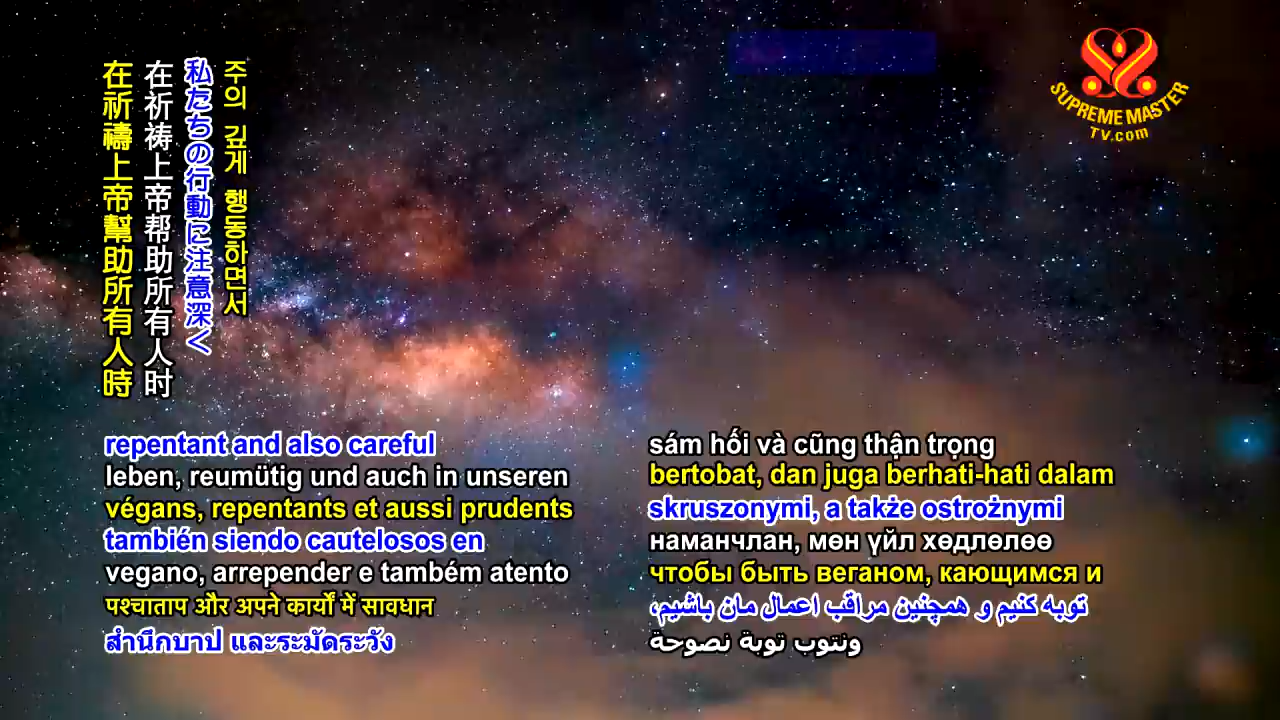 在祈禱上帝幫助所有人時
在祈祷上帝帮助所有人时
私たちの行動に注意深く
주의 깊게 행동하면서
SUPREME MASTER
TV.com
repentant and also careful
leben, reumütig und auch in unseren
végans, repentants et aussi prudents
también siendo cautelosos en
vegano, arrepender e também atento
पश्चाताप और अपने कार्यों में सावधान
สำนึกบาป และระมัดระวัง
sám hối và cũng thận trọng
bertobat, dan juga berhati-hati dalam
skruszonymi, a także ostrożnymi
наманчлан, мөн үйл хөдлөлөө
чтобы быть веганом, кающимся и
توبه کنیم و همچنین مراقب اعمال مان باشیم،
ونتوب توبة نصوحة